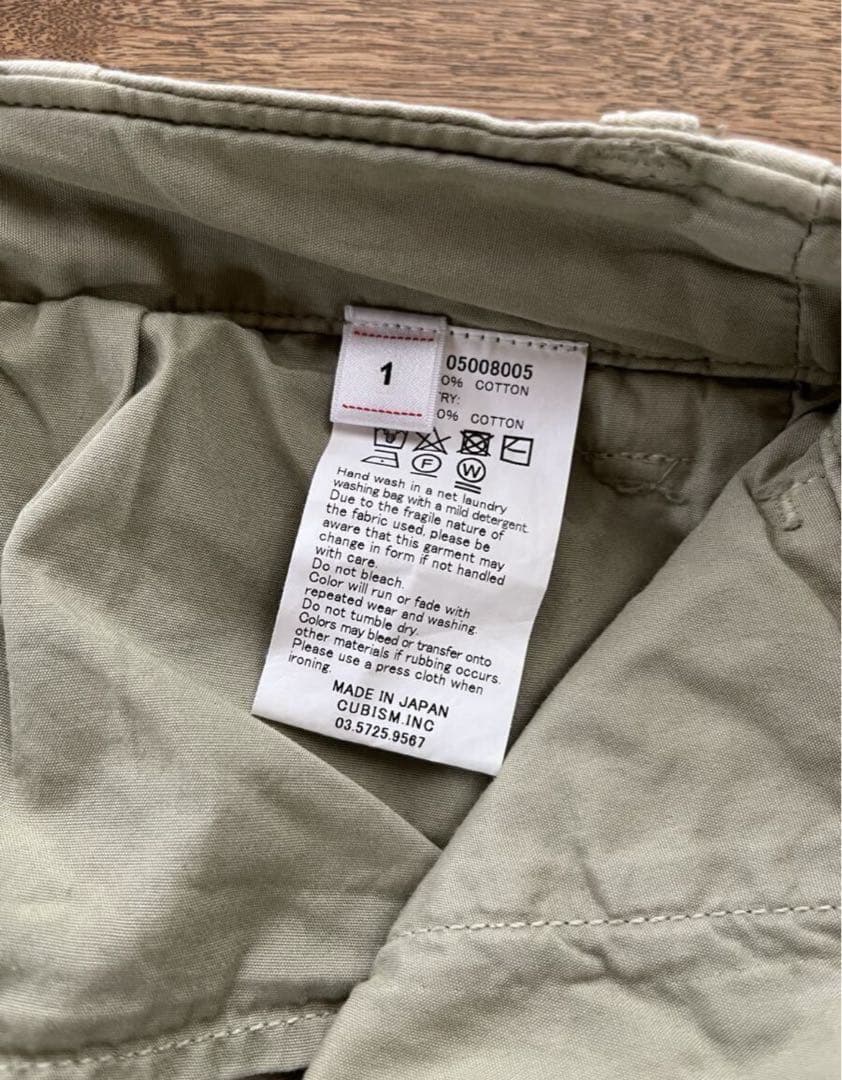 1
05008005
0% COTTON
RY:
0% COTTON
F
W
Hand wash in a net laundry
washing bag with a mild detergent.
Due to the fragile nature of
the fabric used, please be
aware that this garment may
change in form if not handled
with care.
Do not bleach.
Color will run or fade with
repeated wear and washing.
Do not tumble dry.
Colors may bleed or transfer onto
other materials if rubbing occurs.
Please use a press cloth when
ironing.
MADE IN JAPAN
CUBISM.INC
03.5725.9567